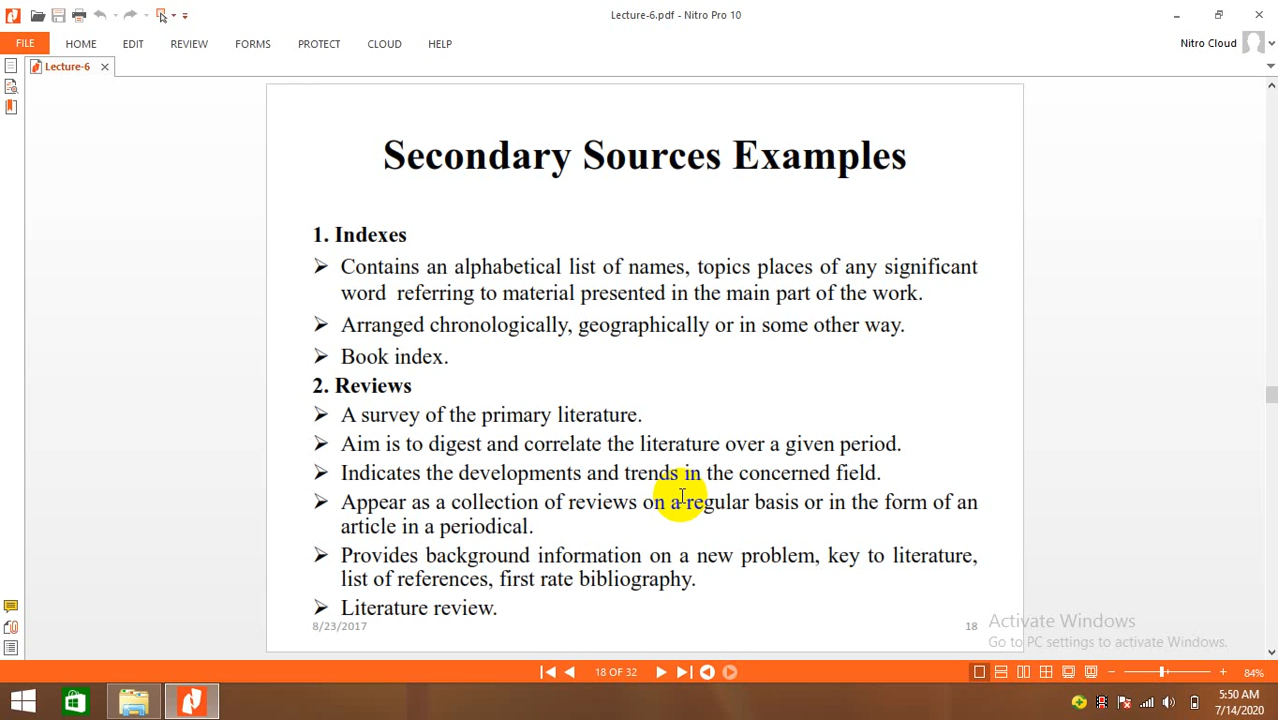 Lecture-6.pdf - Nitro Pro 10
FILE HOME EDIT REVIEW FORMS PROTECT CLOUD HELP Nitro Cloud
Lecture-6
Secondary Sources Examples
1. Indexes
➢ Contains an alphabetical list of names, topics places of any significant
word referring to material presented in the main part of the work.
➢ Arranged chronologically, geographically or in some other way.
➢ Book index.
2. Reviews
➢ A survey of the primary literature.
➢ Aim is to digest and correlate the literature over a given period.
➢ Indicates the developments and trends in the concerned field.
➢ Appear as a collection of reviews on a regular basis or in the form of an
article in a periodical.
➢ Provides background information on a new problem, key to literature,
list of references, first rate bibliography.
➢ Literature review.
8/23/2017 18
Activate Windows
Go to PC settings to activate Windows.
18 OF 32 84%
5:50 AM
7/14/2020